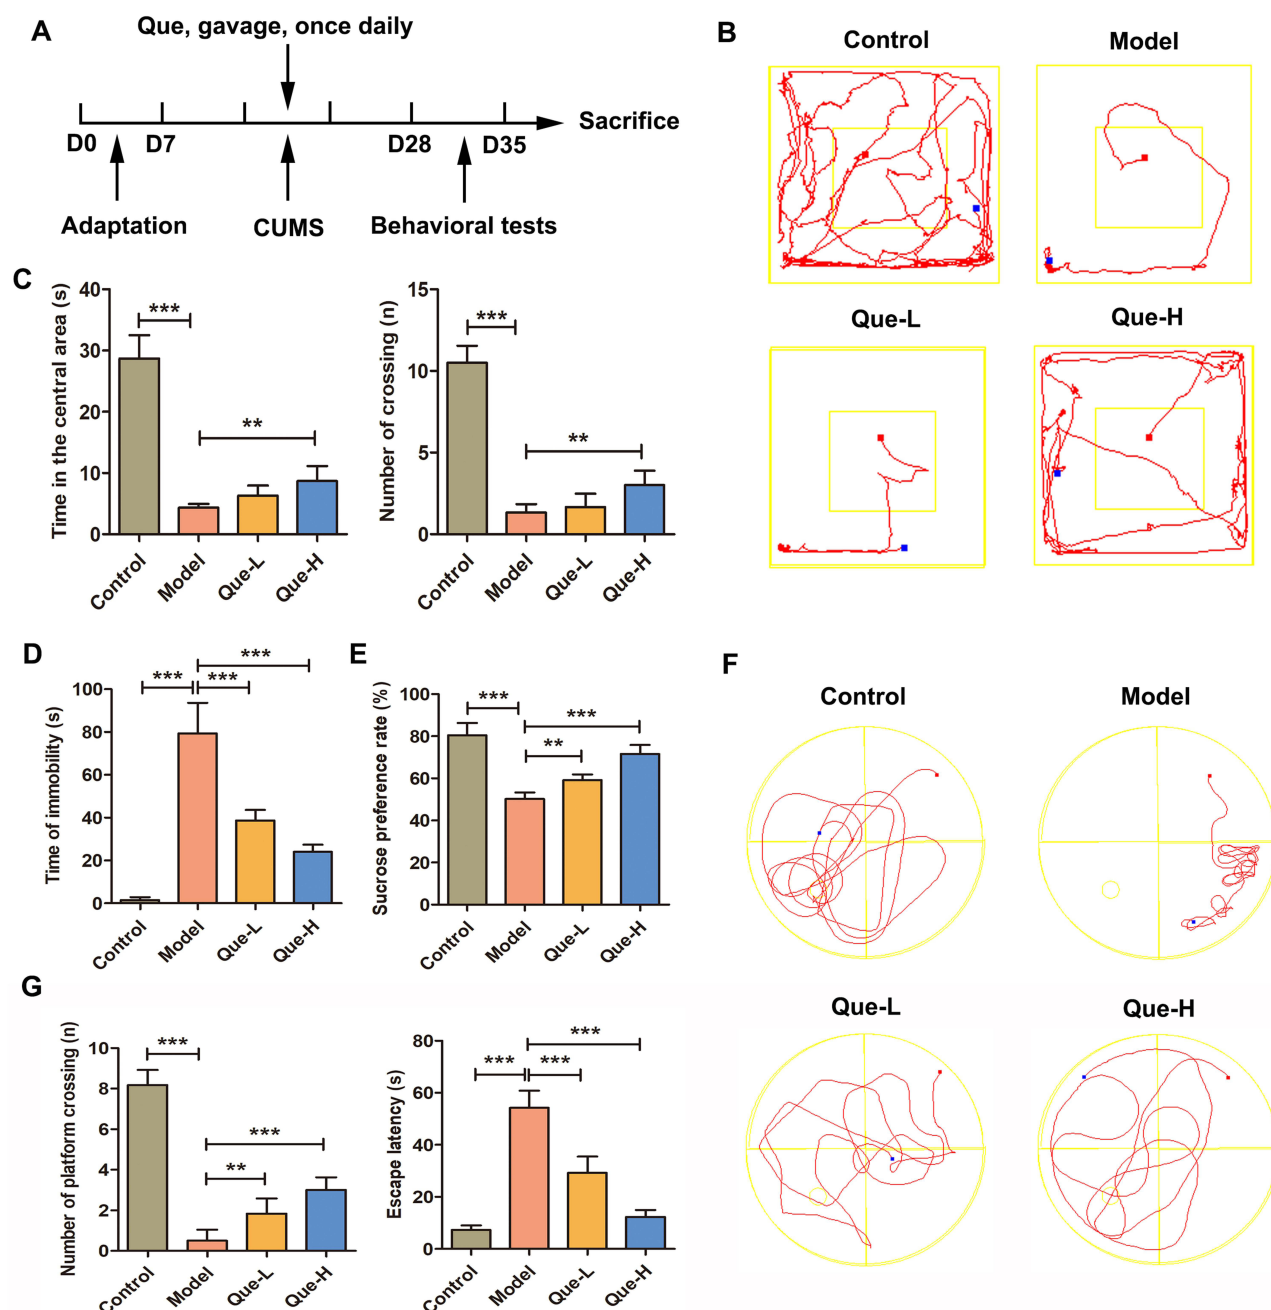 A
Que, gavage, once daily
D0
D7
D28
D35
Sacrifice
Adaptation
CUMS
Behavioral tests
B
Control
Model
Que-L
Que-H
C
Time in the central area (s)
40
30
20
10
0
***
**
Control
Model
Que-L
Que-H
Number of crossing (n)
15
10
5
0
***
**
Control
Model
Que-L
Que-H
D
Time of immobility (s)
100
80
60
40
20
0
***
***
***
Control
Model
Que-L
Que-H
E
Sucrose preference rate (%)
100
80
60
40
20
0
***
***
**
Control
Model
Que-L
Que-H
F
Control
Model
Que-L
Que-H
G
Number of platform crossing (n)
10
8
6
4
2
0
***
***
**
Control
Model
Que-L
Que-H
Escape latency (s)
80
60
40
20
0
***
***
***
Control
Model
Que-L
Que-H